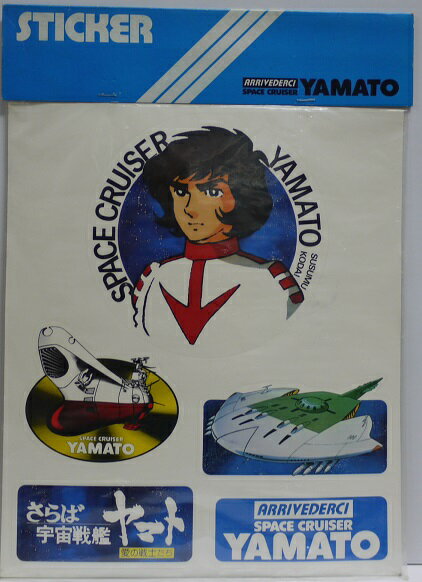 STICKER
ARRIVEDERCI
SPACE CRUISER YAMATO
SPACE CRUISER YAMATO
SUSUMU
KODAI
SPACE CRUISER
YAMATO
さらば
宇宙戦艦
ヤマト
愛の戦士たち
ARRIVEDERCI
SPACE CRUISER
YAMATO